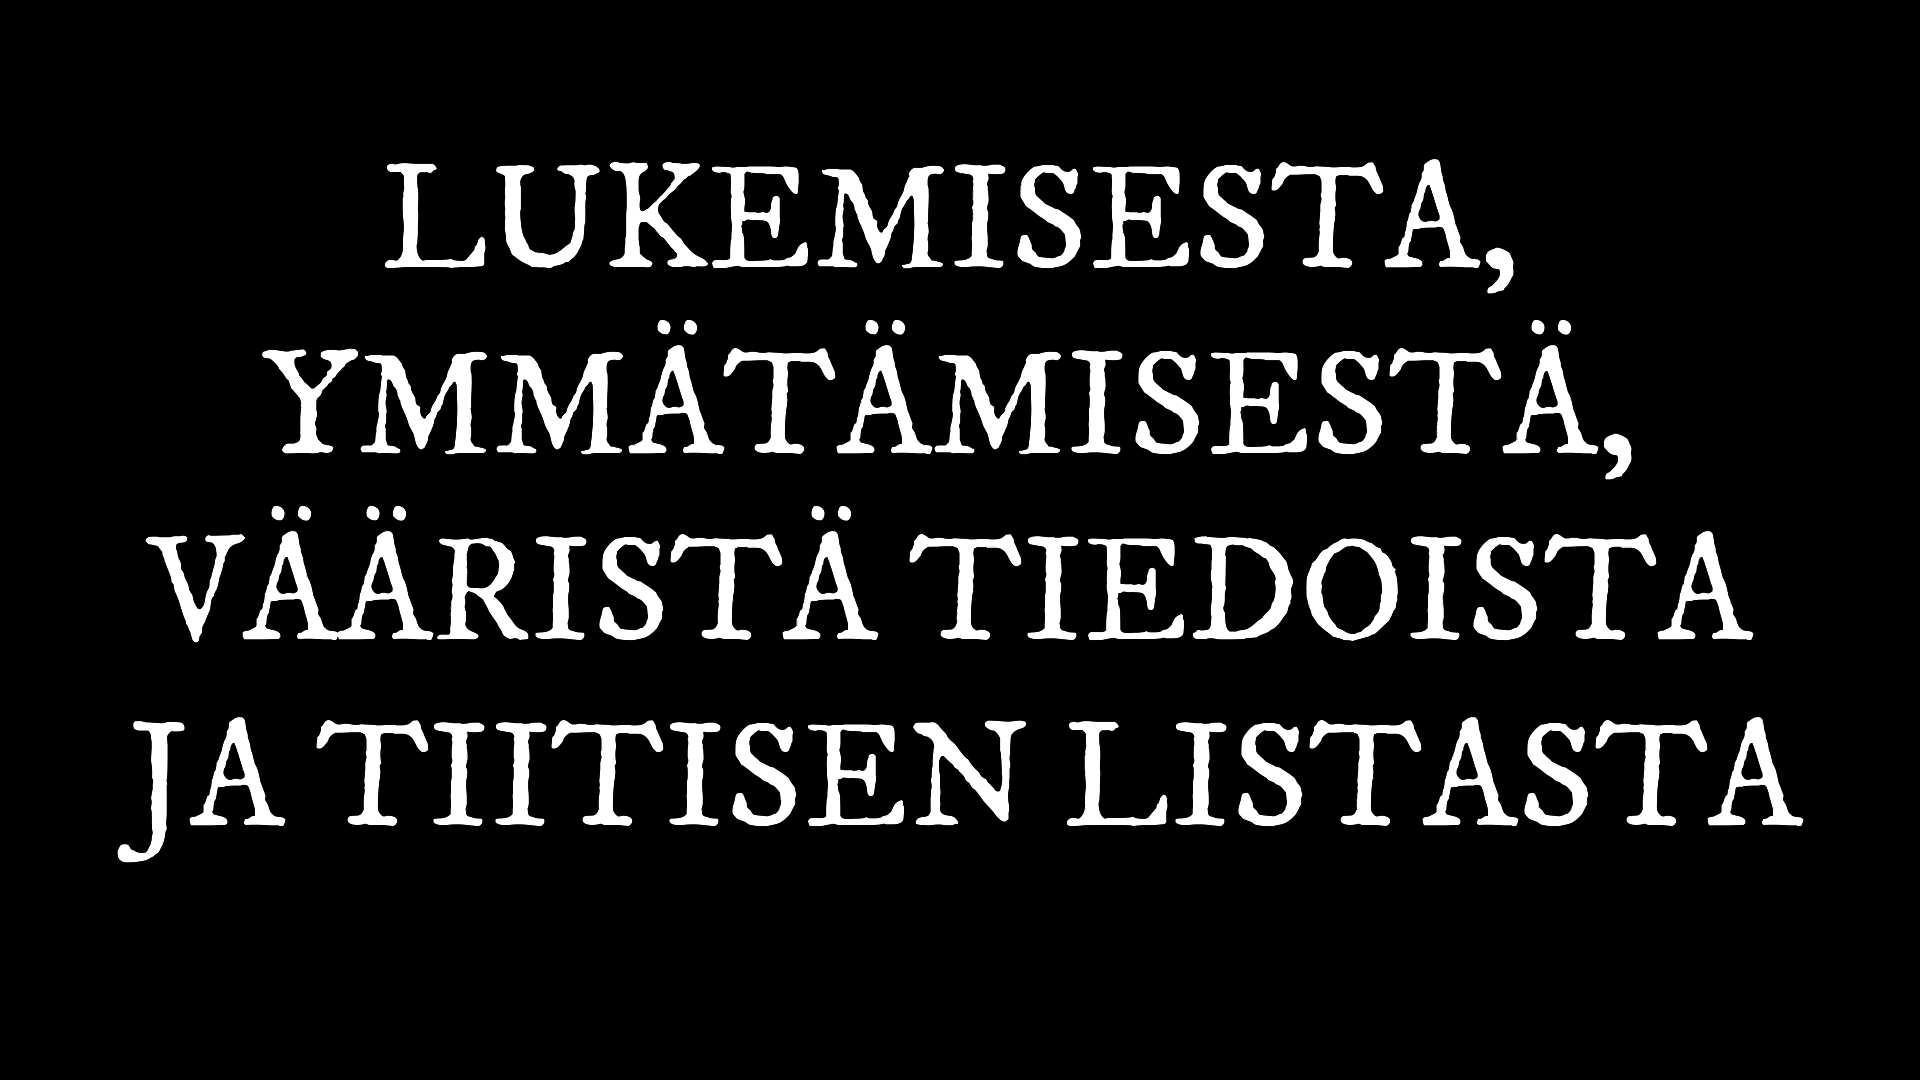 LUKEMISESTA,
YMMÄTÄMISESTÄ,
VÄÄRISTÄ TIEDOISTA
JA TIITISEN LISTASTA